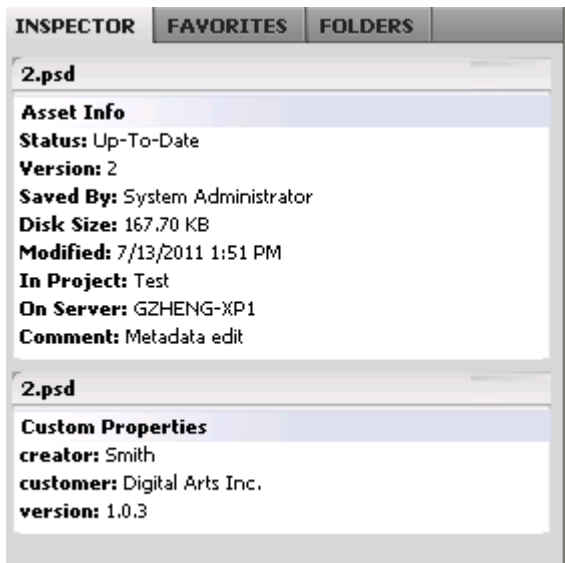 INSPECTOR FAVORITES FOLDERS
2.psd
Asset Info
Status: Up-To-Date
Version: 2
Saved By: System Administrator
Disk Size: 167.70 KB
Modified: 7/13/2011 1:51 PM
In Project: Test
On Server: GZHENG-XP1
Comment: Metadata edit
2.psd
Custom Properties
creator: Smith
customer: Digital Arts Inc.
version: 1.0.3